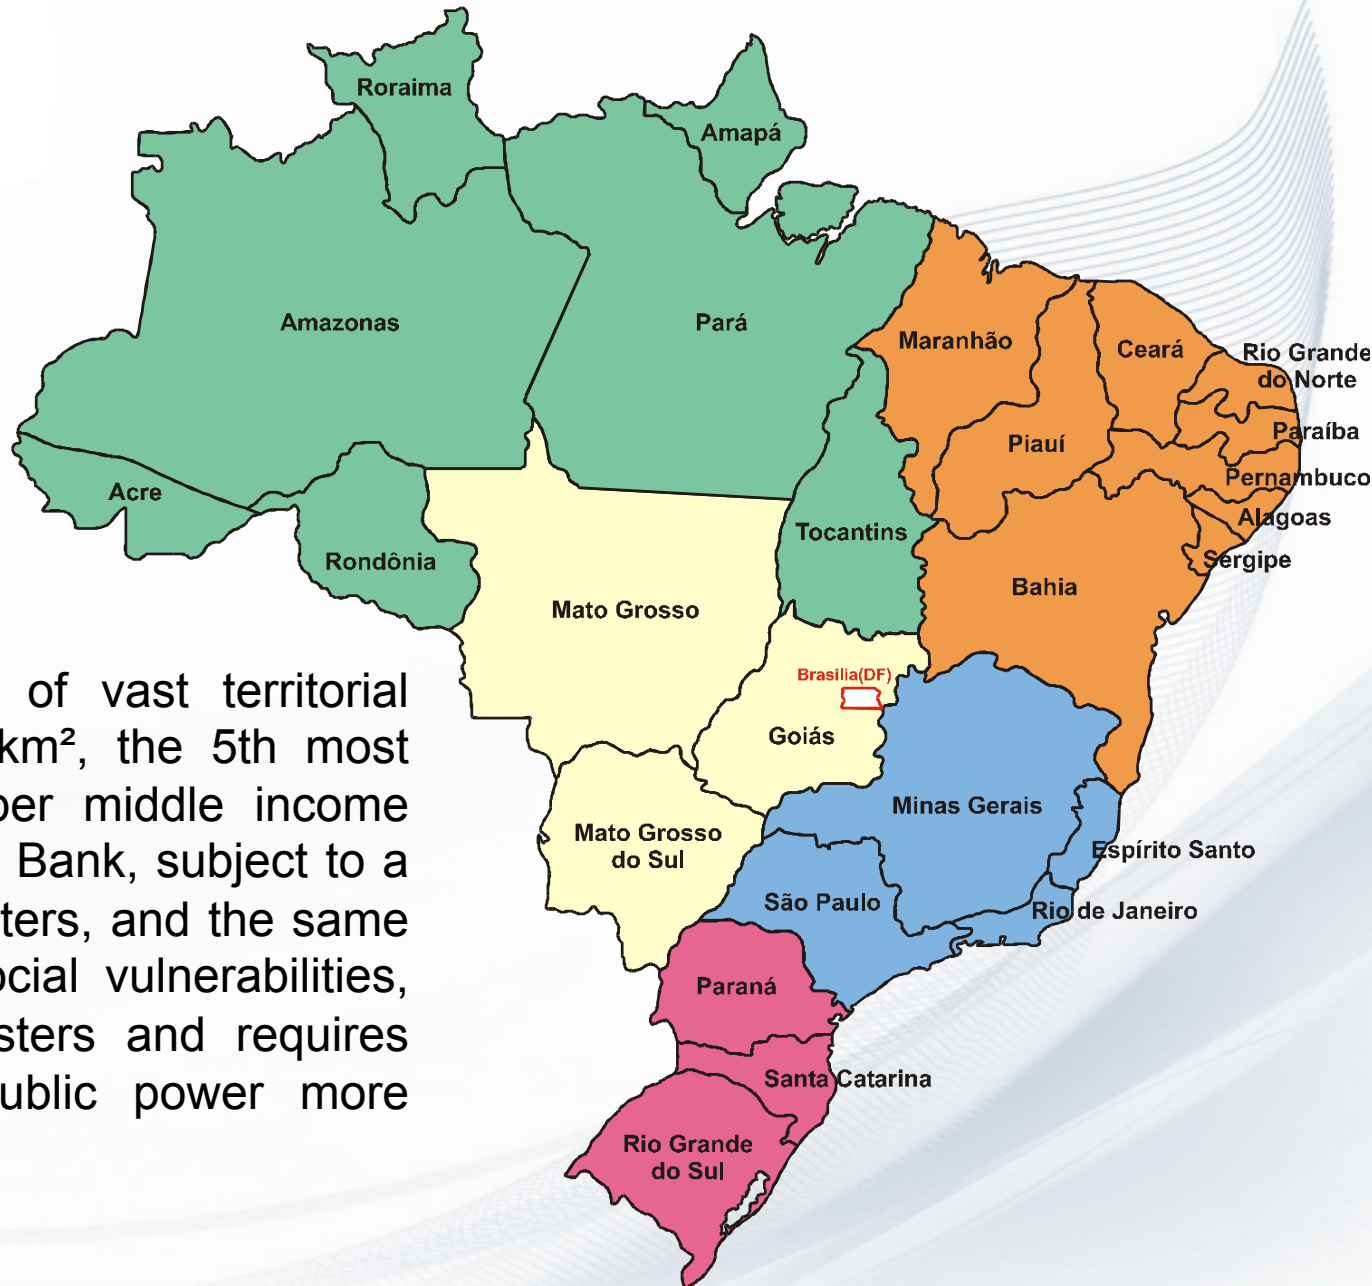 Roraima
Amapá
Amazonas
Pará
Maranhão
Ceará
Rio Grande
do Norte
Paraíba
Piauí
Pernambuco
Acre
Alagoas
Tocantins
Sergipe
Rondônia
Bahia
Mato Grosso
Brasilia(DF)
Goiás
Minas Gerais
Mato Grosso
do Sul
Espírito Santo
São Paulo
Rio de Janeiro
Paraná
Santa Catarina
Rio Grande
do Sul
of vast territorial
km², the 5th most
per middle income
Bank, subject to a
ters, and the same
ocial vulnerabilities,
sters and requires
ublic power more